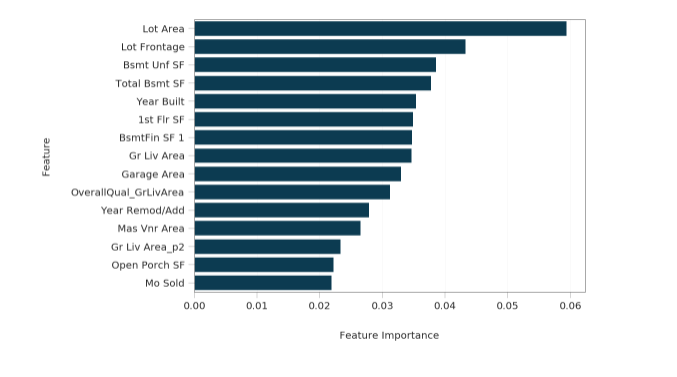 Lot Area
Lot Frontage
Bsmt Unf SF
Total Bsmt SF
Year Built
1st Flr SF
BsmtFin SF 1
Gr Liv Area
Garage Area
OverallQual_GrLivArea
Year Remod/Add
Mas Vnr Area
Gr Liv Area_p2
Open Porch SF
Mo Sold
Feature
0.00 0.01 0.02 0.03 0.04 0.05 0.06
Feature Importance